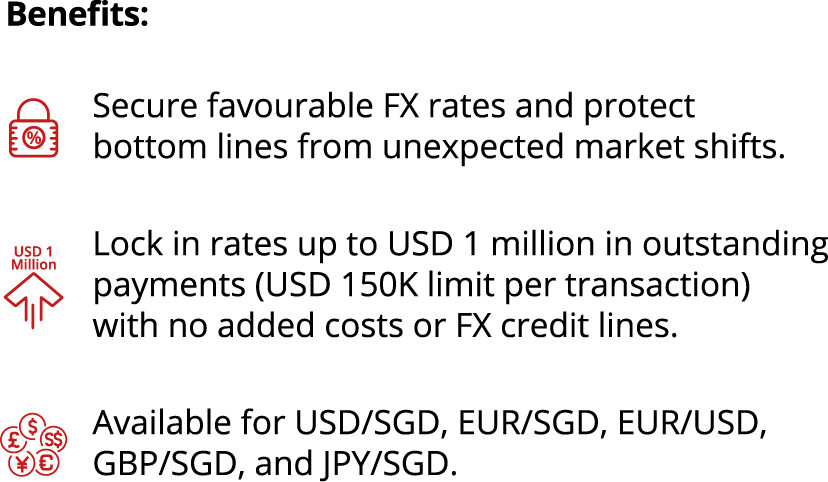 Benefits:
Secure favourable FX rates and protect
bottom lines from unexpected market shifts.
USD 1
Million
Lock in rates up to USD 1 million in outstanding
payments (USD 150K limit per transaction)
with no added costs or FX credit lines.
Available for USD/SGD, EUR/SGD, EUR/USD,
GBP/SGD, and JPY/SGD.